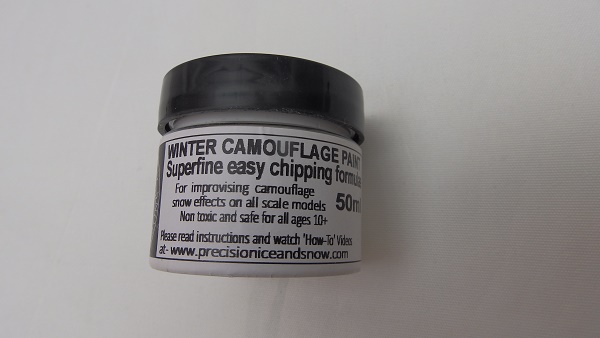 WINTER CAMOUFLAGE PAINT
Superfine easy chipping formula
For improvising camouflage
snow effects on all scale models
50ml
Non toxic and safe for all ages 10+
Please read instructions and watch 'How-To' Videos
at- www.precisioniceandsnow.com